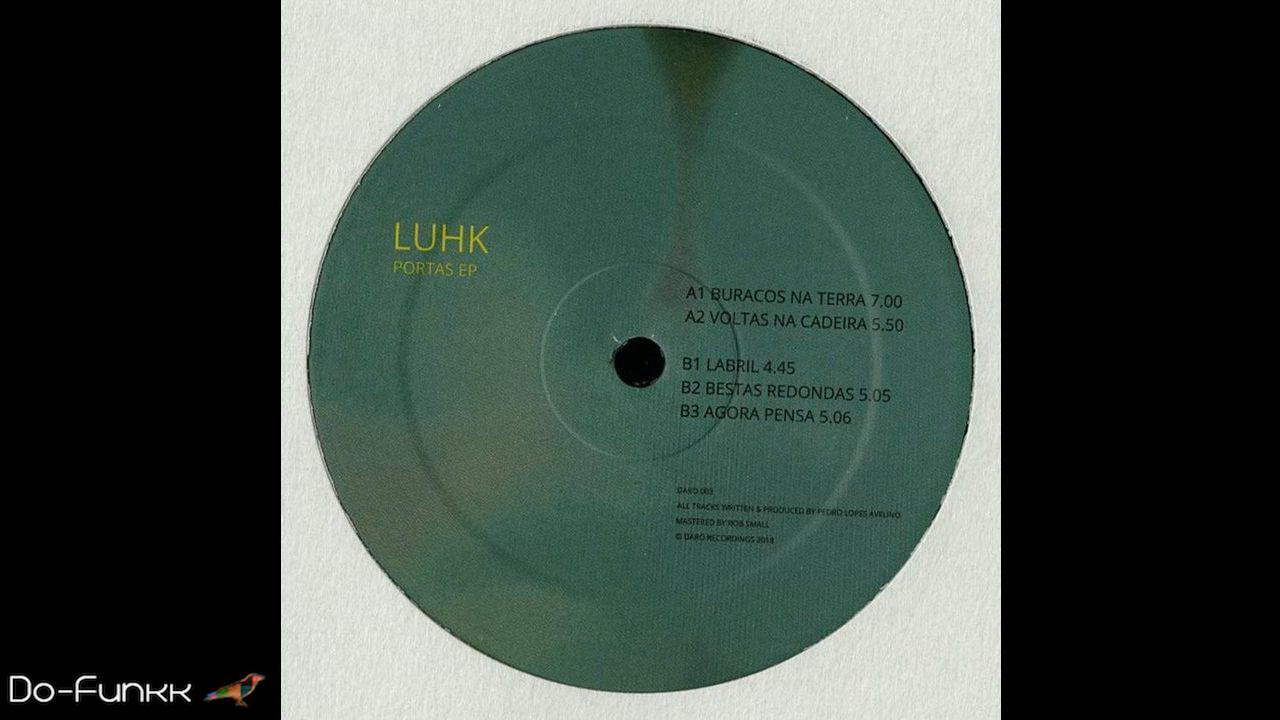 LUHK
PORTAS EP
A1 BURACOS NA TERRA 7.00
A2 VOLTAS NA CADEIRA 5.50
B1 LABRIL 4.45
B2 BESTAS REDONDAS 5.05
B3 AGORA PENSA 5.06
DARO 003
ALL TRACKS WRITTEN & PRODUCED BY PEDRO LOPES AVELINO
MASTERED BY ROB SMALL
© DARO RECORDINGS 2018
Do-Funkk